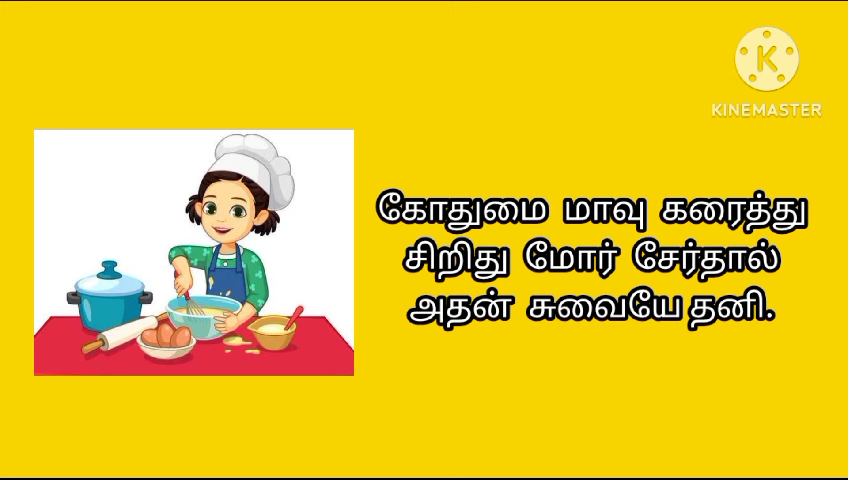 KINEMASTER
கோதுமை மாவு கரைத்து
சிறிது மோர் சேர்தால்
அதன் சுவையே தனி.